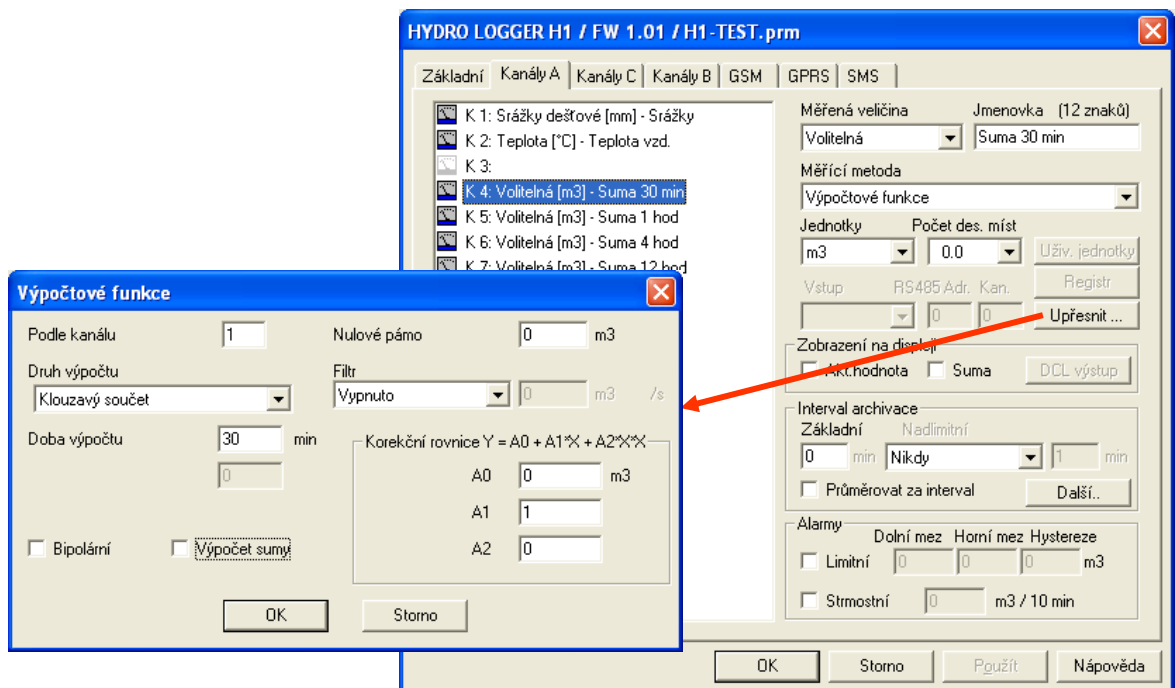 HYDRO LOGGER H1 / FW 1.01 / H1-TEST.prm
Základní Kanály A Kanály C Kanály B GSM GPRS SMS
K 1: Srážky dešťové [mm] - Srážky
K 2: Teplota [°C] - Teplota vzd.
K 3:
K 4: Volitelná [m3] - Suma 30 min
K 5: Volitelná [m3] - Suma 1 hod
K 6: Volitelná [m3] - Suma 4 hod
K 7: Volitelná [m3] - Suma 12 hod
Měřená veličina Jmenovka (12 znaků)
Volitelná Suma 30 min
Měřící metoda
Výpočtové funkce
Jednotky Počet des. míst
m3 0.0 Uživ. jednotky
Vstup RS485 Adr. Kan. Registr
0 0 Upřesnit ...
Zobrazení na displeji
Akt.hodnota Suma DCL výstup
Interval archivace
Základní Nadlimitní
0 min Nikdy 1 min
Průměrovat za interval Další..
Alarmy
Dolní mez Horní mez Hystereze
Limitní 0 0 0 m3
Strmostní 0 m3 / 10 min
OK Storno Použít Nápověda
Výpočtové funkce
Podle kanálu 1 Nulové pámo 0 m3
Druh výpočtu Filtr
Klouzavý součet Vypnuto 0 m3 /s
Doba výpočtu 30 min Korekční rovnice Y = A0 + A1*X + A2*X*X
0 A0 0 m3
A1 1
Bipolární Výpočet sumy A2 0
OK Storno